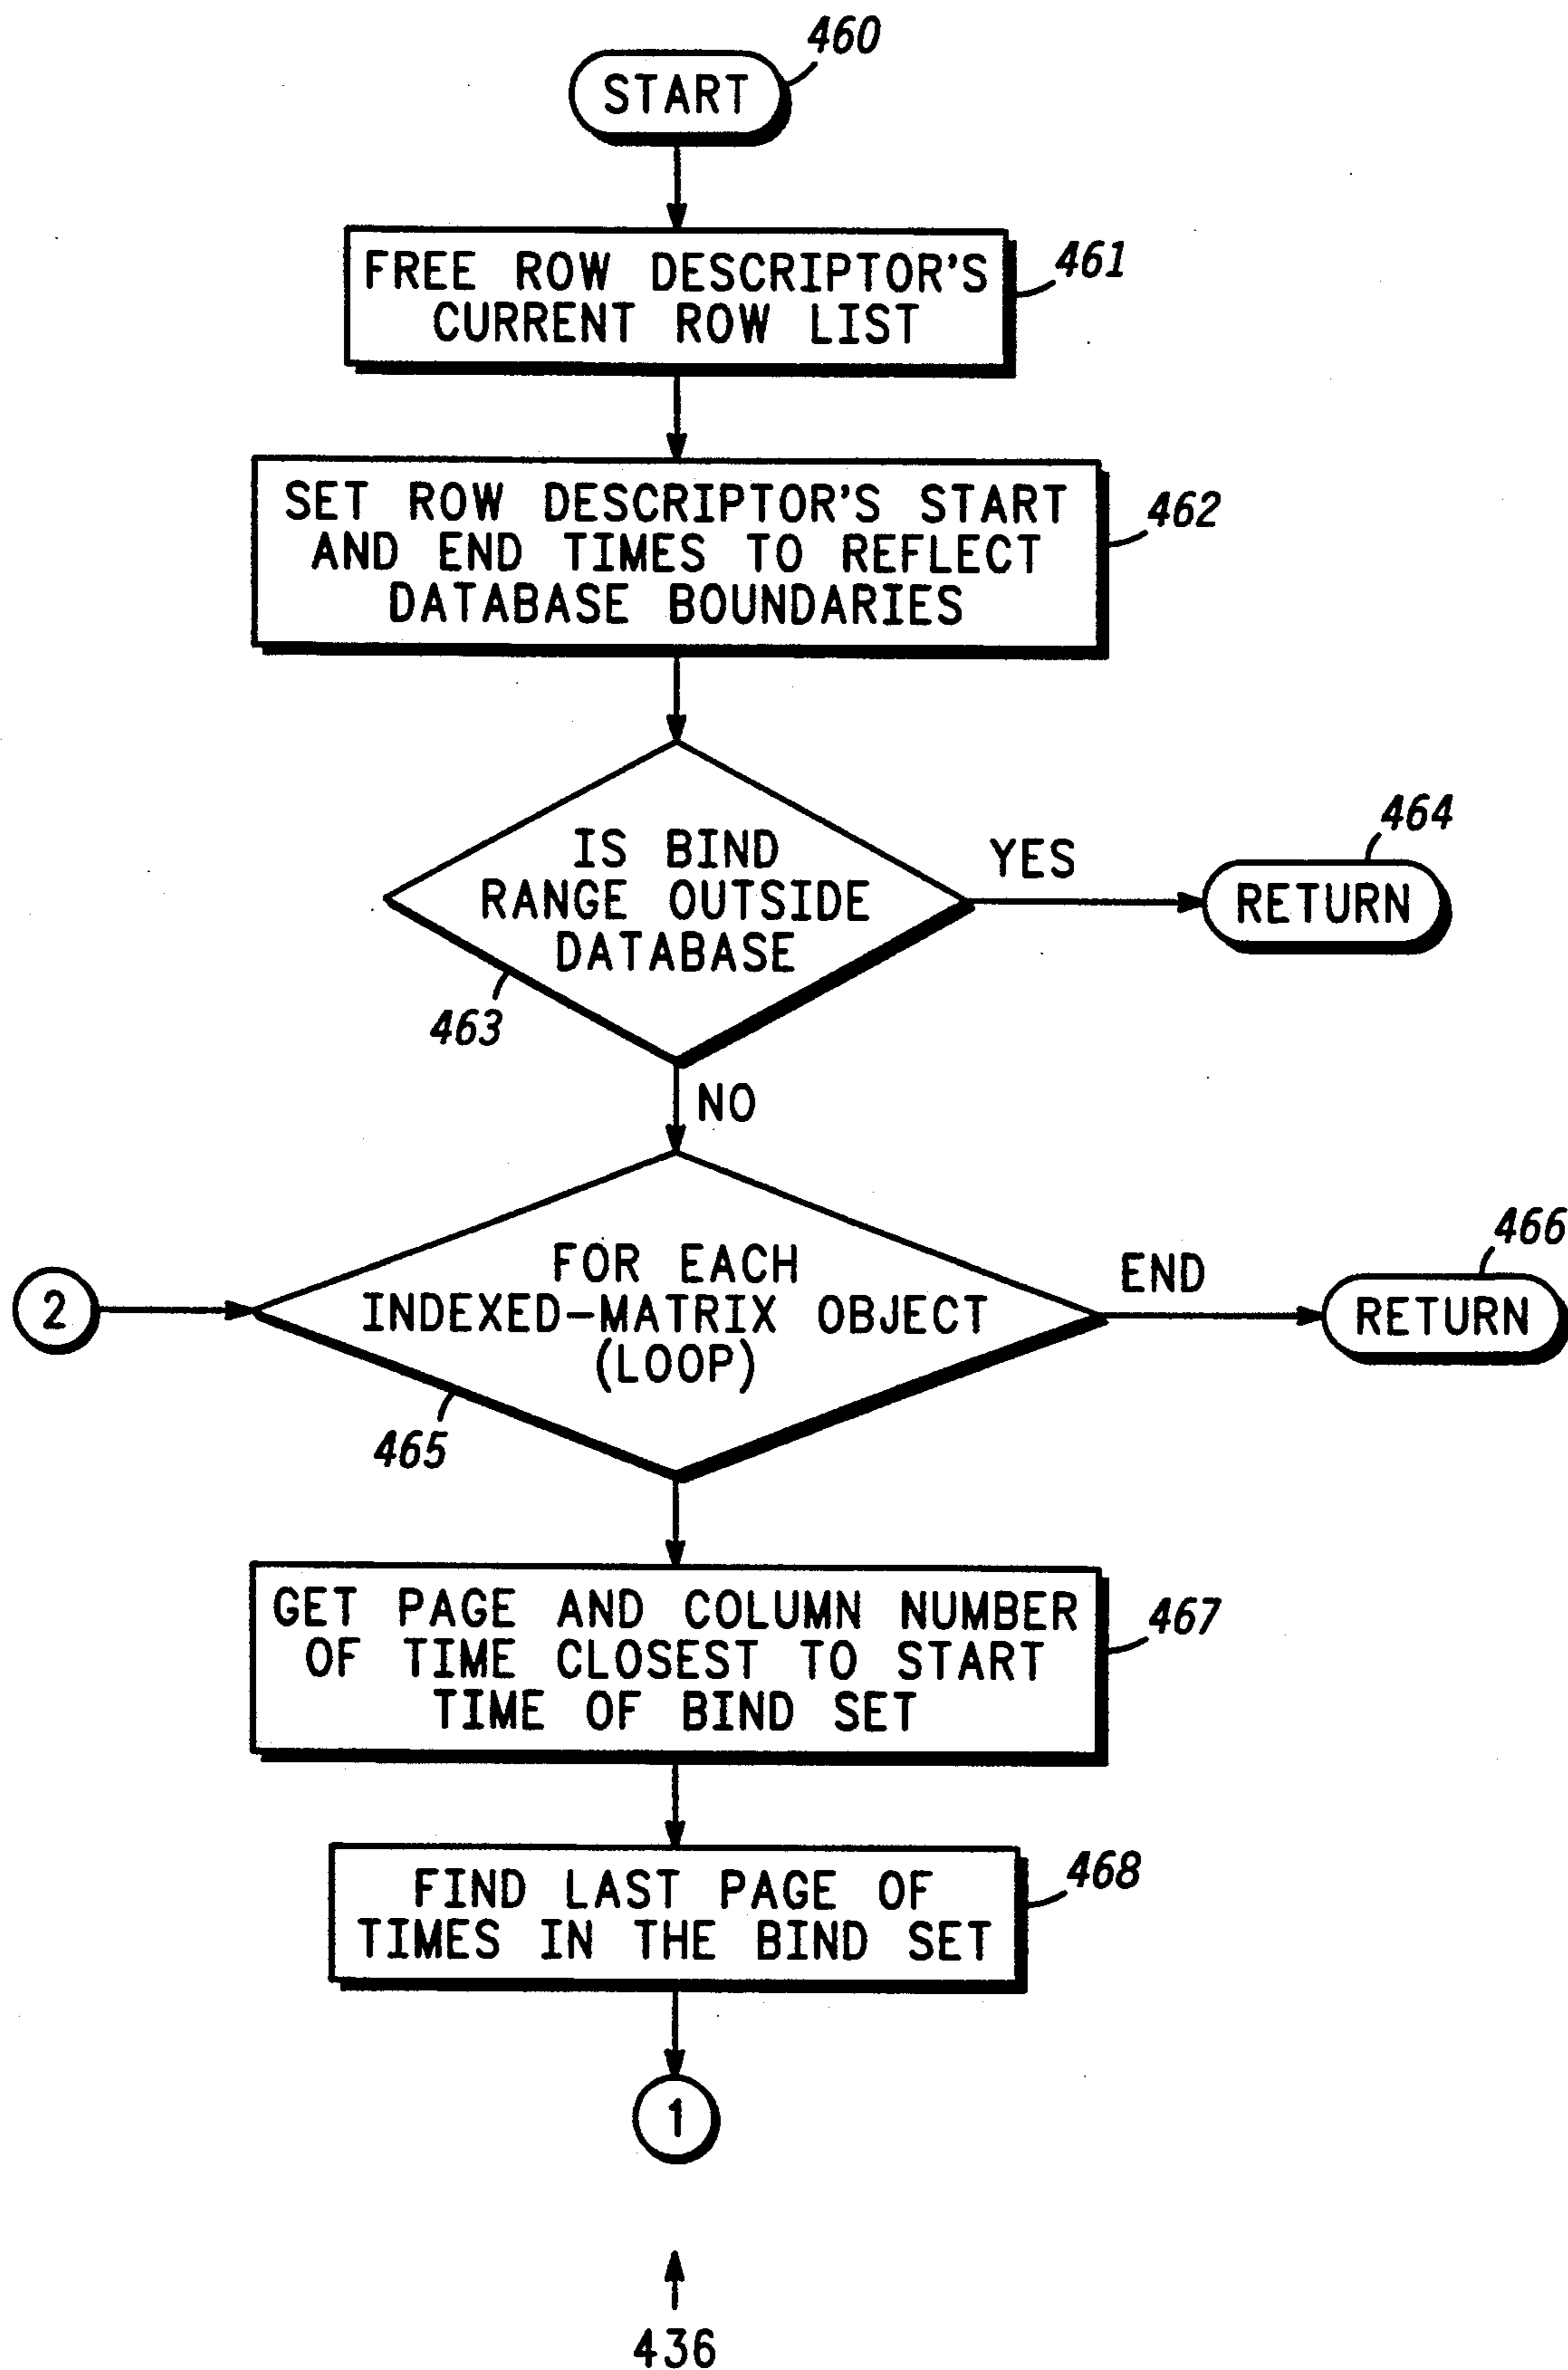 460
START
461
FREE ROW DESCRIPTOR'S
CURRENT ROW LIST
462
SET ROW DESCRIPTOR'S START
AND END TIMES TO REFLECT
DATABASE BOUNDARIES
464
IS BIND
RANGE OUTSIDE
DATABASE
YES
RETURN
463
NO
466
FOR EACH
INDEXED-MATRIX OBJECT
(LOOP)
END
2
RETURN
465
467
GET PAGE AND COLUMN NUMBER
OF TIME CLOSEST TO START
TIME OF BIND SET
468
FIND LAST PAGE OF
TIMES IN THE BIND SET
1
436